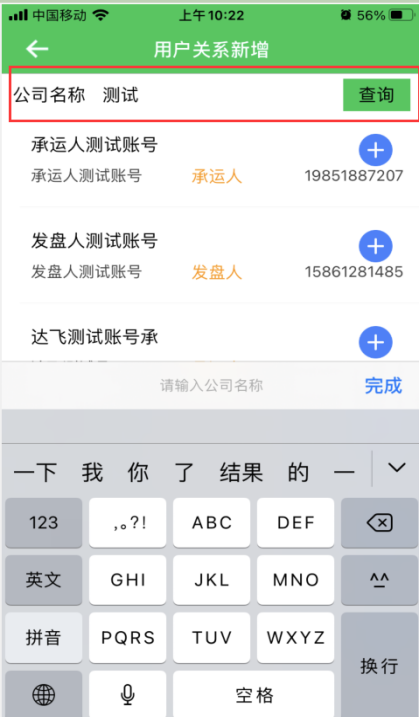 中国移动 上午10:22 56%
用户关系新增
公司名称 测试 查询
承运人测试账号
承运人测试账号 承运人 19851887207
发盘人测试账号
发盘人测试账号 发盘人 15861281485
达飞测试账号承
请输入公司名称 完成
一下 我 你 了 结果 的 一
123 ,。?! ABC DEF
英文 GHI JKL MNO ^^
拼音 PQRS TUV WXYZ
换行
空格